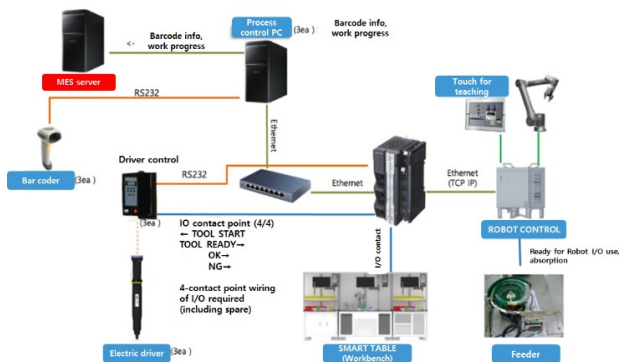 Process
control PC
(3ea)
Barcode info,
work progress
<-
Barcode info,
work progress
MES server
RS232
Touch for
teaching
Ethernet
Bar coder
(3ea)
Driver control
RS232
Ethernet
Ethernet
(TCP IP)
(3ea)
IO contact point (4/4)
← TOOL START
TOOL READY→
OK→
NG→
I/O contact
ROBOT CONTROL
Ready for Robot I/O use,
absorption
4-contact point wiring
of I/O required
(including spare)
Electric driver
(3ea)
SMART TABLE
(Workbench)
Feeder